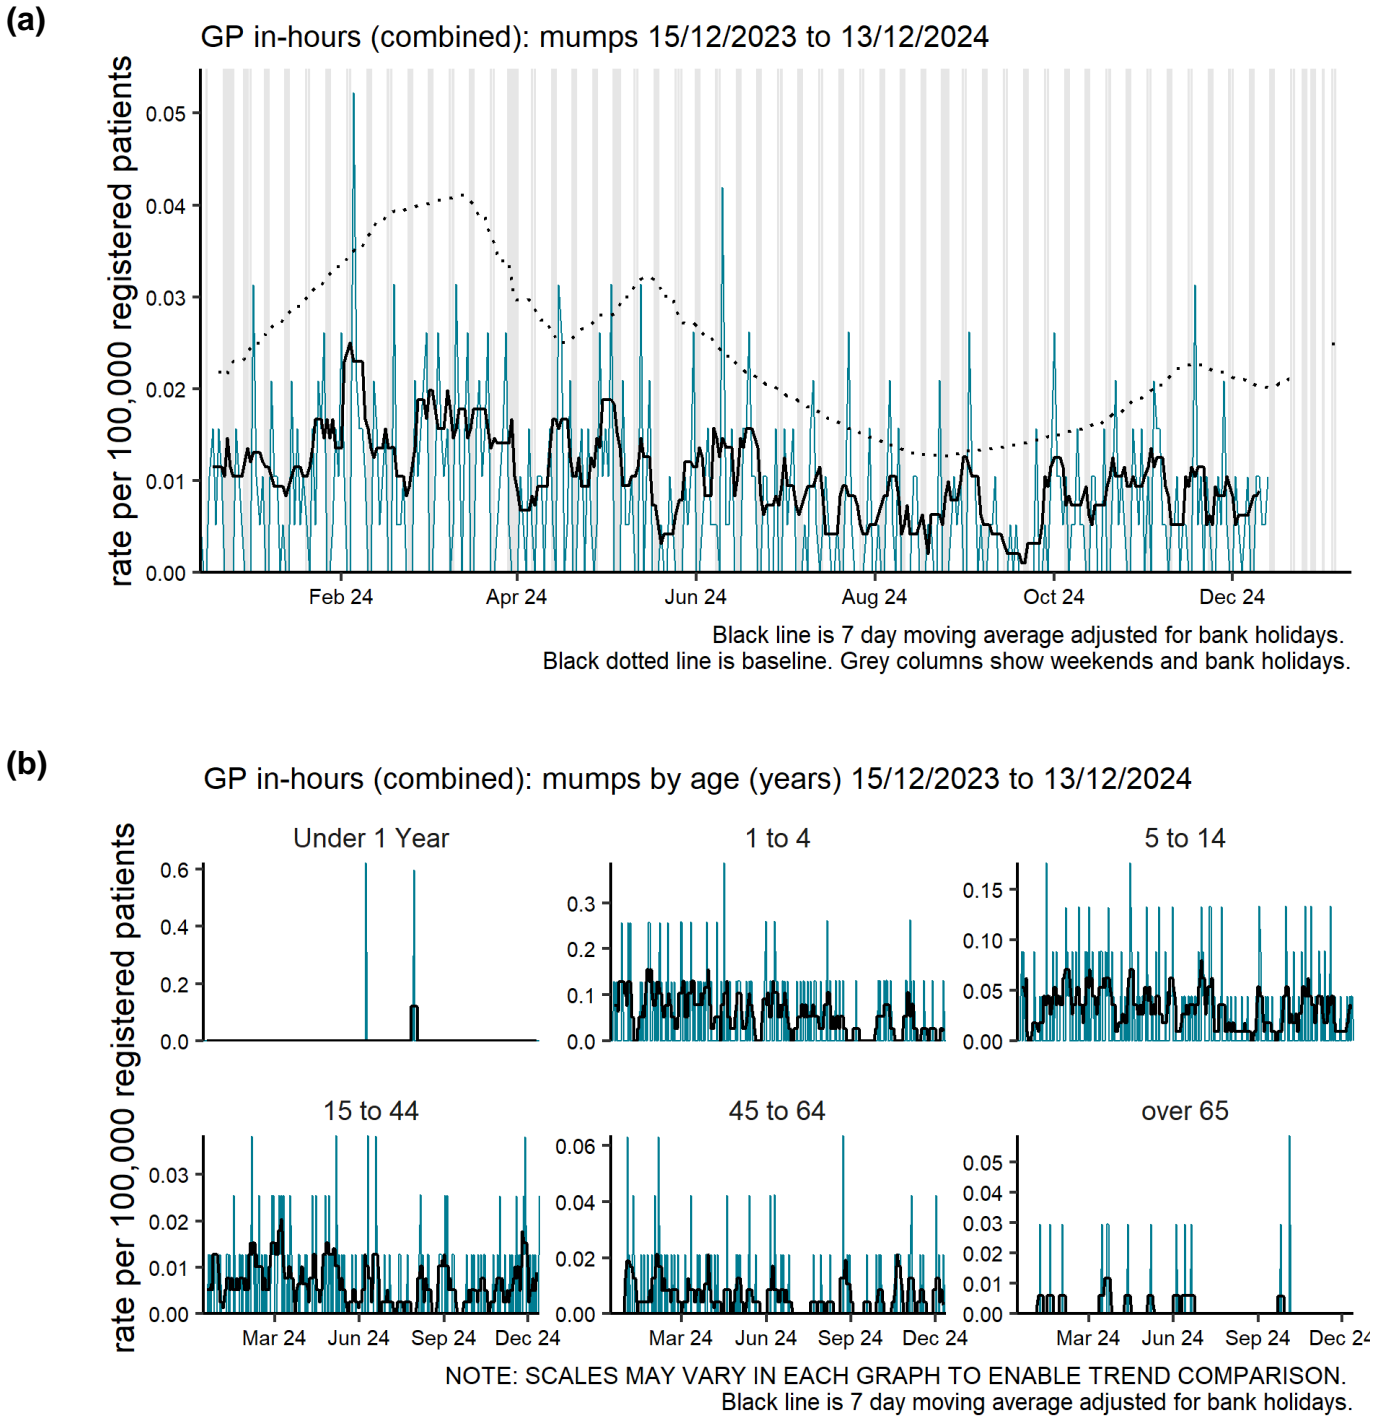 (a)
GP in-hours (combined): mumps 15/12/2023 to 13/12/2024
rate per 100,000 registered patients
0.05
0.04
0.03
0.02
0.01
0.00
Feb 24 Apr 24 Jun 24 Aug 24 Oct 24 Dec 24
Black line is 7 day moving average adjusted for bank holidays.
Black dotted line is baseline. Grey columns show weekends and bank holidays.
(b)
GP in-hours (combined): mumps by age (years) 15/12/2023 to 13/12/2024
rate per 100,000 registered patients
Under 1 Year
0.6
0.4
0.2
0.0
1 to 4
0.3
0.2
0.1
0.0
5 to 14
0.15
0.10
0.05
0.00
15 to 44
0.03
0.02
0.01
0.00
Mar 24 Jun 24 Sep 24 Dec 24
45 to 64
0.06
0.04
0.02
0.00
Mar 24 Jun 24 Sep 24 Dec 24
over 65
0.05
0.04
0.03
0.02
0.01
0.00
Mar 24 Jun 24 Sep 24 Dec 24
NOTE: SCALES MAY VARY IN EACH GRAPH TO ENABLE TREND COMPARISON.
Black line is 7 day moving average adjusted for bank holidays.